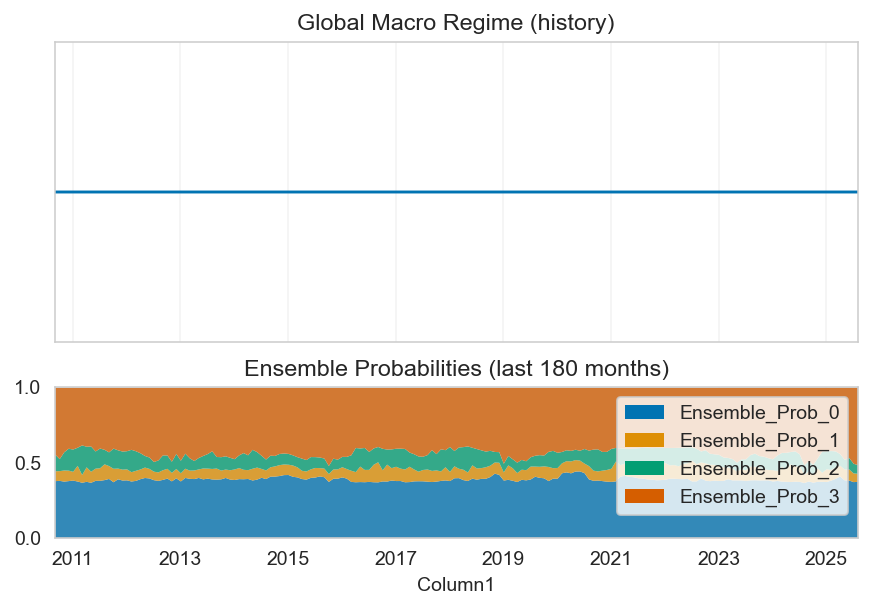 Global Macro Regime (history)
Ensemble Probabilities (last 180 months)
1.0
0.5
0.0
Ensemble_Prob_0
Ensemble_Prob_1
Ensemble_Prob_2
Ensemble_Prob_3
2011 2013 2015 2017 2019 2021 2023 2025
Column1